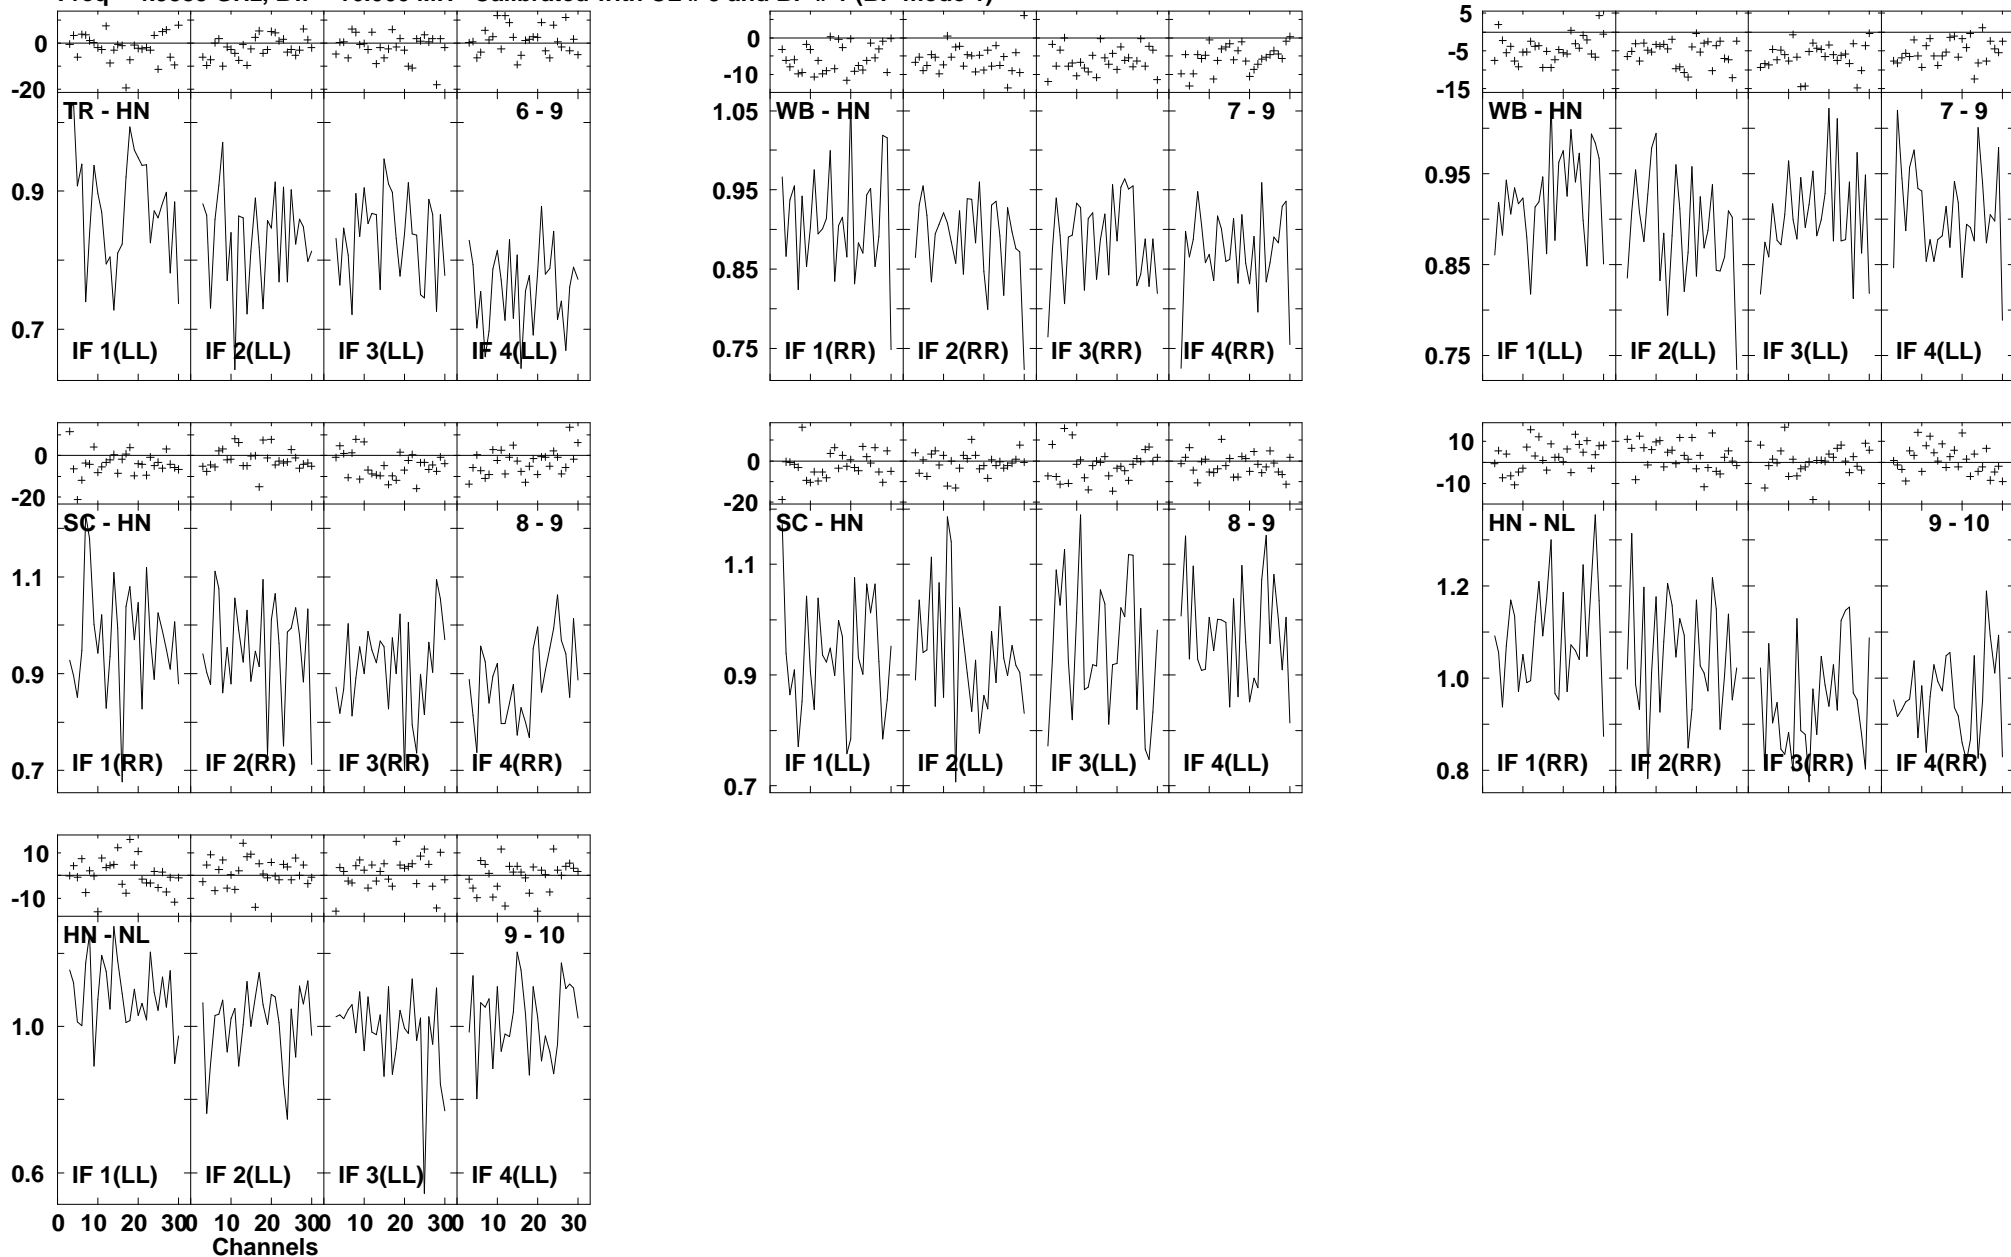 0
-20
TR - HN 6 - 9
0.9
0.7
IF 1(LL) IF 2(LL) IF 3(LL) IF 4(LL)
0
-10
WB - HN 7 - 9
1.05
0.95
0.85
0.75
IF 1(RR) IF 2(RR) IF 3(RR) IF 4(RR)
5
-5
-15
WB - HN 7 - 9
0.95
0.85
0.75
IF 1(LL) IF 2(LL) IF 3(LL) IF 4(LL)
0
-20
SC - HN 8 - 9
1.1
0.9
0.7
IF 1(RR) IF 2(RR) IF 3(RR) IF 4(RR)
0
-20
SC - HN 8 - 9
1.1
0.9
0.7
IF 1(LL) IF 2(LL) IF 3(LL) IF 4(LL)
10
-10
HN - NL 9 - 10
1.2
1.0
0.8
IF 1(RR) IF 2(RR) IF 3(RR) IF 4(RR)
10
-10
HN - NL 9 - 10
1.0
0.6
IF 1(LL) IF 2(LL) IF 3(LL) IF 4(LL)
0 10 20 30 0 10 20 30 0 10 20 30 0 10 20 30
Channels